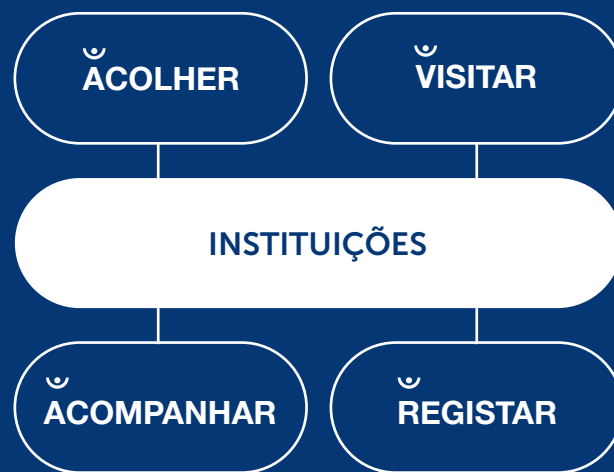 ACOLHER
VISITAR
INSTITUIÇÕES
ACOMPANHAR
REGISTAR